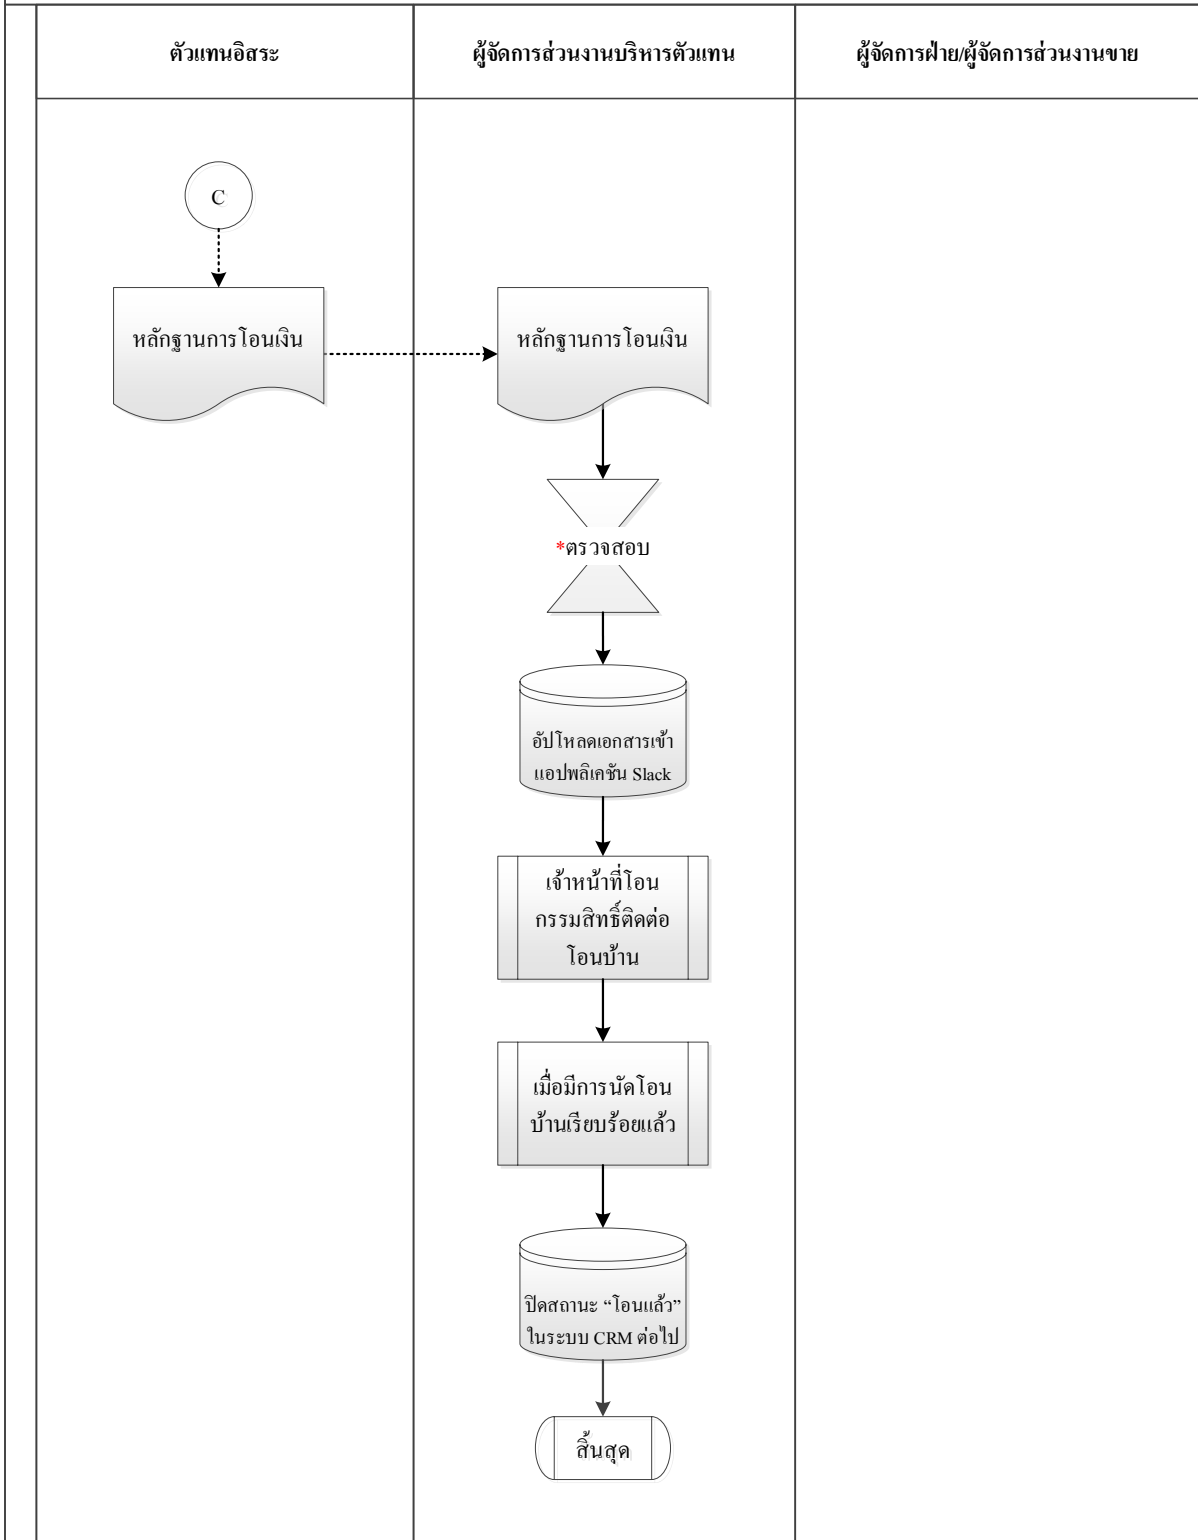 ตัวแทนอิสระ
ผู้จัดการส่วนงานบริหารตัวแทน
ผู้จัดการฝ่าย/ผู้จัดการส่วนงานขาย
C
หลักฐานการโอนเงิน
หลักฐานการโอนเงิน
*ตรวจสอบ
อัปโหลดเอกสารเข้า
แอปพลิเคชัน Slack
เจ้าหน้าที่โอน
กรรมสิทธิ์ติดต่อ
โอนบ้าน
เมื่อมีการนัดโอน
บ้านเรียบร้อยแล้ว
ปิดสถานะ “โอนแล้ว”
ในระบบ CRM ต่อไป
สิ้นสุด